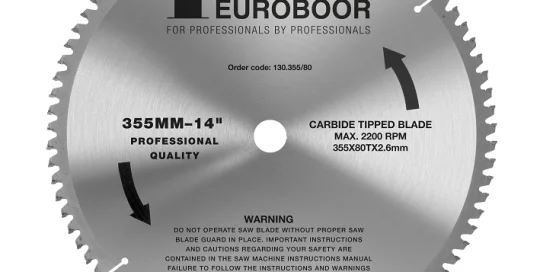 EUROBOOR
FOR PROFESSIONALS BY PROFESSIONALS
Order code: 130.355/80
355MM–14"
PROFESSIONAL
QUALITY
CARBIDE TIPPED BLADE
MAX. 2200 RPM
355X80TX2.6mm
WARNING
DO NOT OPERATE SAW BLADE WITHOUT PROPER SAW
BLADE GUARD IN PLACE. IMPORTANT INSTRUCTIONS
AND CAUTIONS REGARDING YOUR SAFETY ARE
CONTAINED IN THE SAW MACHINE INSTRUCTIONS MANUAL
FAILURE TO FOLLOW THE INSTRUCTIONS AND WARNINGS